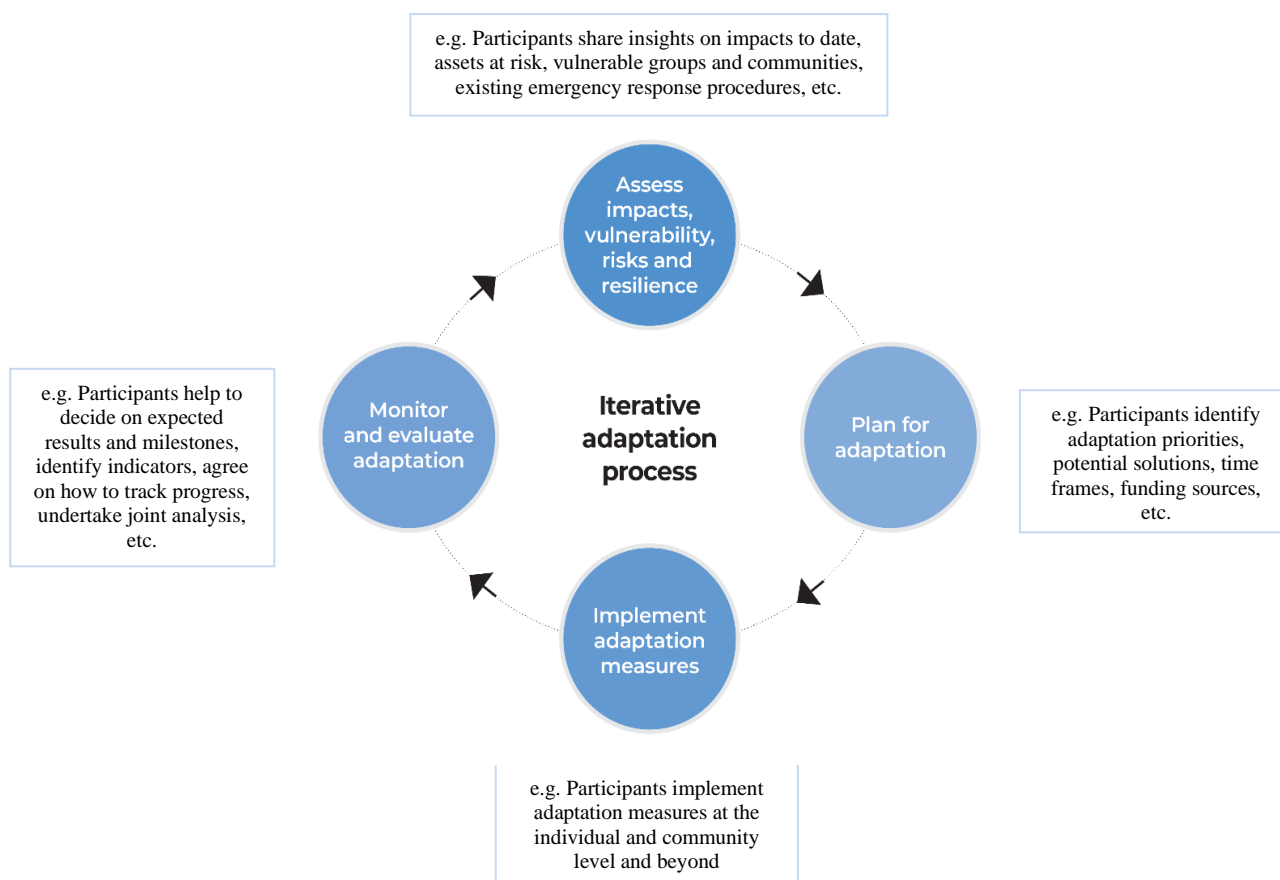 e.g. Participants share insights on impacts to date,
assets at risk, vulnerable groups and communities,
existing emergency response procedures, etc.
Assess
impacts,
vulnerability,
risks and
resilience
e.g. Participants help to
decide on expected
results and milestones,
identify indicators, agree
on how to track progress,
undertake joint analysis,
etc.
Monitor
and evaluate
adaptation
Iterative
adaptation
process
Plan for
adaptation
e.g. Participants identify
adaptation priorities,
potential solutions, time
frames, funding sources,
etc.
Implement
adaptation
measures
e.g. Participants implement
adaptation measures at the
individual and community
level and beyond